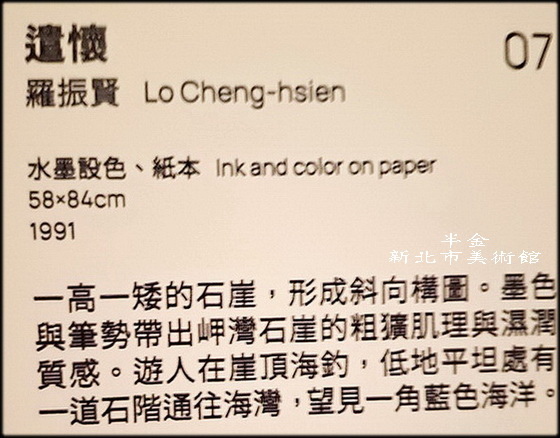 遣懷
07
羅振賢 Lo Cheng-hsien
水墨設色、紙本 Ink and color on paper
58×84cm
1991
半金
新北市美術館
一高一矮的石崖，形成斜向構圖。墨色
與筆勢帶出岬灣石崖的粗獷肌理與濕潤
質感。遊人在崖頂海釣，低地平坦處有
一道石階通往海灣，望見一角藍色海洋。